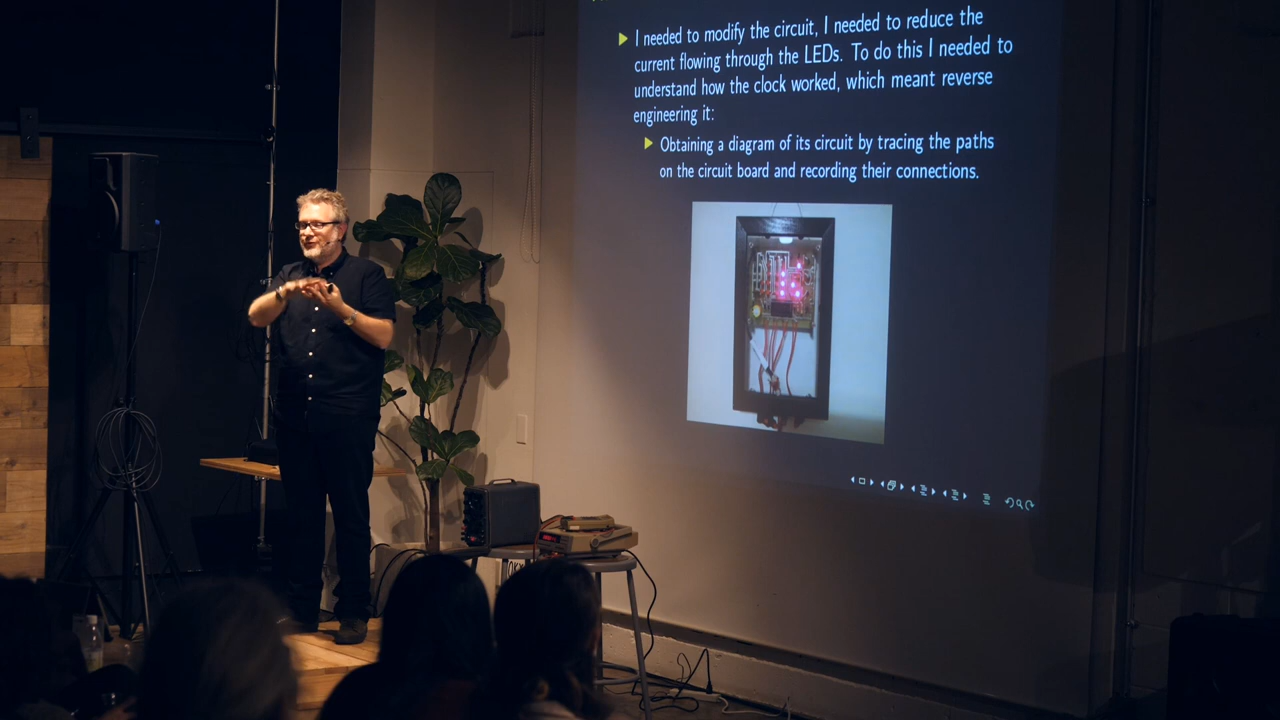 I needed to modify the circuit, I needed to reduce the
current flowing through the LEDs. To do this I needed to
understand how the clock worked, which meant reverse
engineering it:
Obtaining a diagram of its circuit by tracing the paths
on the circuit board and recording their connections.